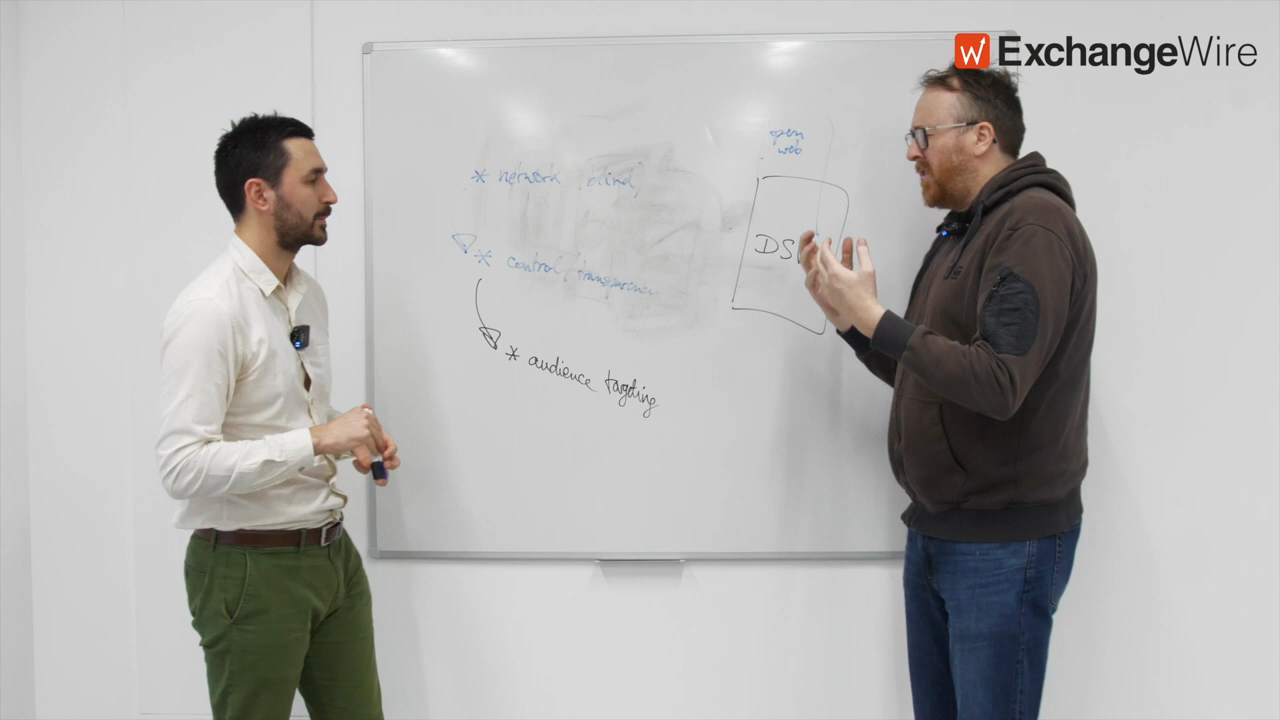 ExchangeWire
open
web
* network blind
DS
* control / transparency
* audience targeting